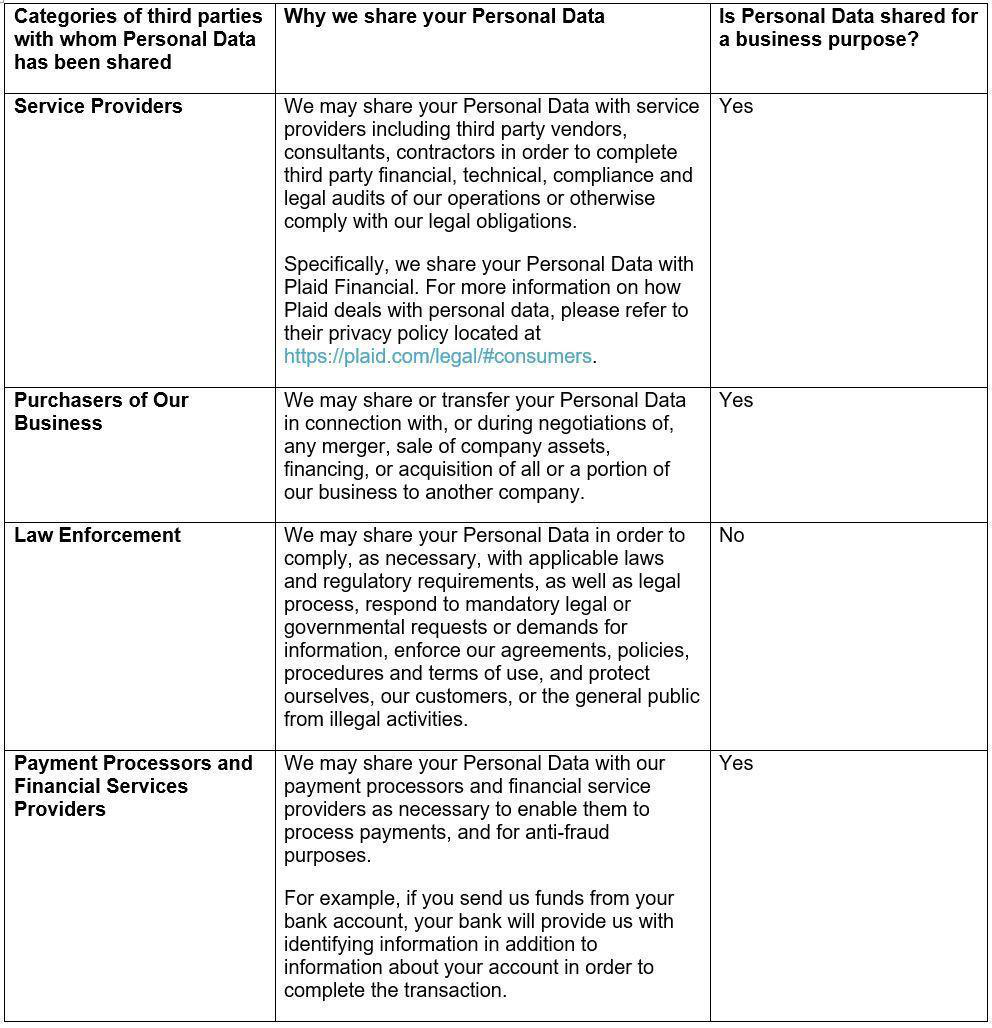 Categories of third parties
with whom Personal Data
has been shared
Why we share your Personal Data
Is Personal Data shared for
a business purpose?
Service Providers
We may share your Personal Data with service
providers including third party vendors,
consultants, contractors in order to complete
third party financial, technical, compliance and
legal audits of our operations or otherwise
comply with our legal obligations.
Specifically, we share your Personal Data with
Plaid Financial. For more information on how
Plaid deals with personal data, please refer to
their privacy policy located at
https://plaid.com/legal/#consumers.
Yes
Purchasers of Our
Business
We may share or transfer your Personal Data
in connection with, or during negotiations of,
any merger, sale of company assets,
financing, or acquisition of all or a portion of
our business to another company.
Yes
Law Enforcement
We may share your Personal Data in order to
comply, as necessary, with applicable laws
and regulatory requirements, as well as legal
process, respond to mandatory legal or
governmental requests or demands for
information, enforce our agreements, policies,
procedures and terms of use, and protect
ourselves, our customers, or the general public
from illegal activities.
No
Payment Processors and
Financial Services
Providers
We may share your Personal Data with our
payment processors and financial service
providers as necessary to enable them to
process payments, and for anti-fraud
purposes.
For example, if you send us funds from your
bank account, your bank will provide us with
identifying information in addition to
information about your account in order to
complete the transaction.
Yes